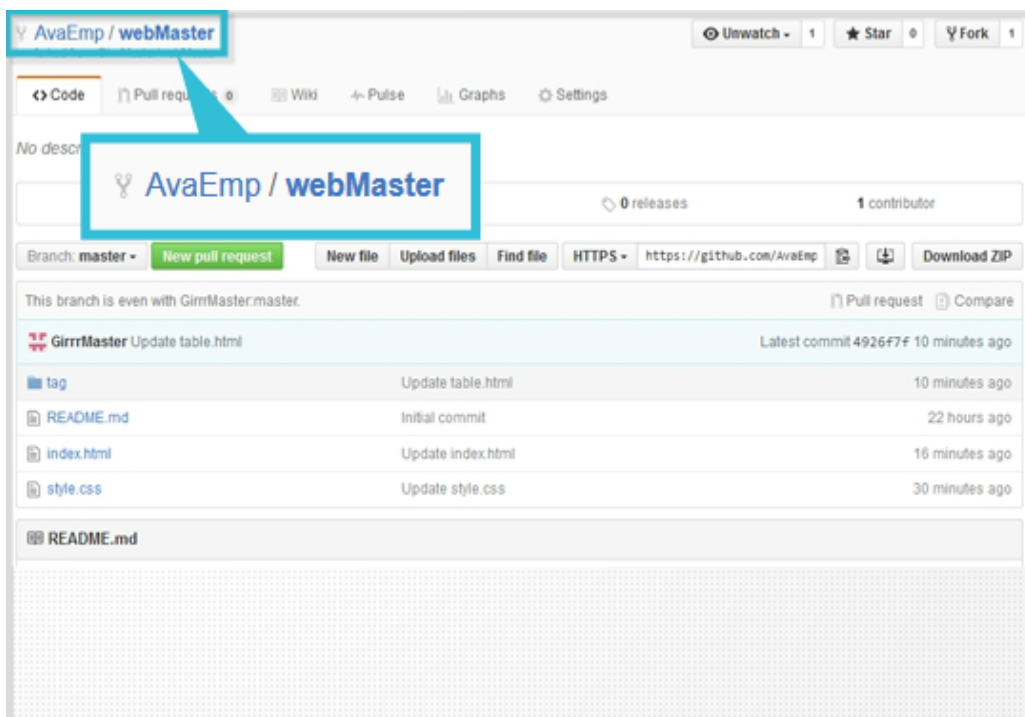 AvaEmp / webMaster
Unwatch 1 Star 0 Fork 1
Code Pull requ 0 Wiki Pulse Graphs Settings
No descr
AvaEmp / webMaster
0 releases 1 contributor
Branch: master New pull request New file Upload files Find file HTTPS https://github.com/AvaEmp Download ZIP
This branch is even with GirrrMaster:master. Pull request Compare
GirrrMaster Update table.html Latest commit 4926f7f 10 minutes ago
tag Update table.html 10 minutes ago
README.md Initial commit 22 hours ago
index.html Update index.html 16 minutes ago
style.css Update style.css 30 minutes ago
README.md